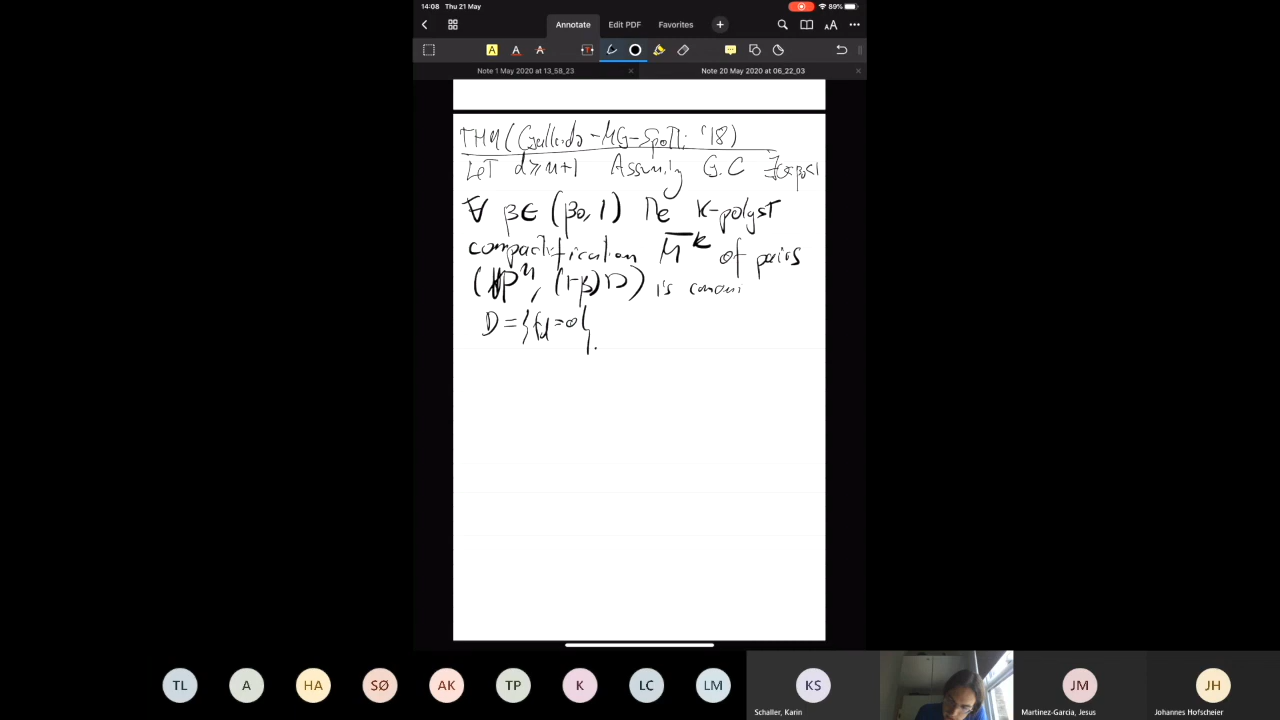 14:08 Thu 21 May
89%
Annotate Edit PDF Favorites
Note 1 May 2020 at 13_58_23
Note 20 May 2020 at 06_22_03
THM (Gallardo-MG-Spotti '18)
LET d≥n+1 Assuming G.C ∃
∀ β∈(β₀,1) The K-polyst
compactification M̄ᴷ of pairs
(ℙⁿ, (1-β)D) is
D={f_d=0}.
TL A HA SØ AK TP K LC LM KS JM JH
Schaller, Karin
Martinez-Garcia, Jesus
Johannes Hofscheier